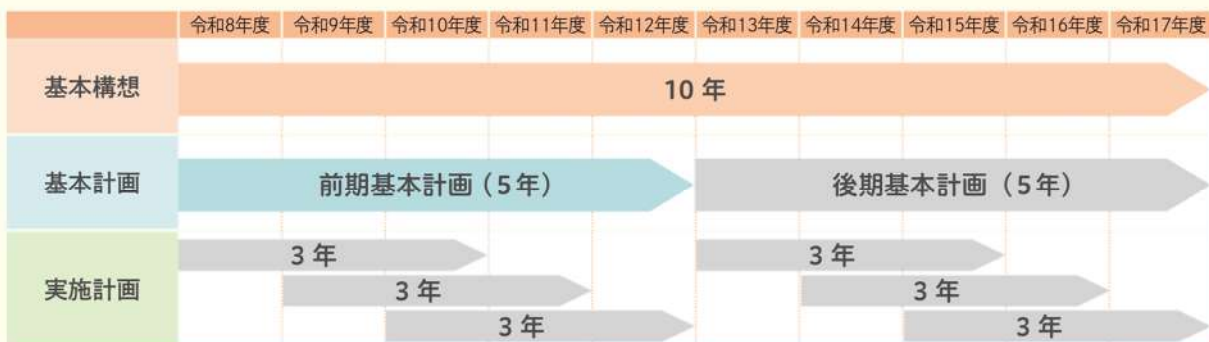 令和8年度 令和9年度 令和10年度 令和11年度 令和12年度 令和13年度 令和14年度 令和15年度 令和16年度 令和17年度
基本構想 10年
基本計画 前期基本計画（5年） 後期基本計画（5年）
実施計画
3年 3年
3年 3年
3年 3年